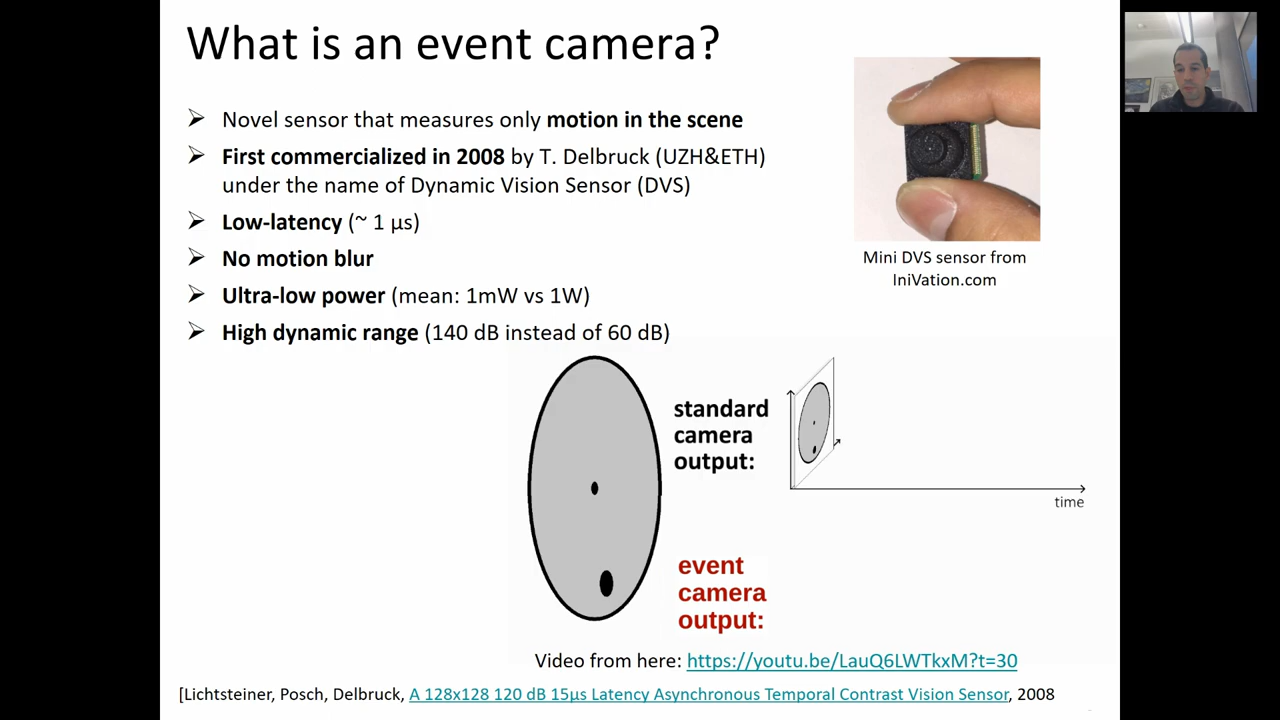 What is an event camera?
➢ Novel sensor that measures only motion in the scene
➢ First commercialized in 2008 by T. Delbruck (UZH&ETH)
under the name of Dynamic Vision Sensor (DVS)
➢ Low-latency (~ 1 μs)
➢ No motion blur
➢ Ultra-low power (mean: 1mW vs 1W)
➢ High dynamic range (140 dB instead of 60 dB)
Mini DVS sensor from
IniVation.com
standard
camera
output:
time
event
camera
output:
Video from here: https://youtu.be/LauQ6LWTkxM?t=30
[Lichtsteiner, Posch, Delbruck, A 128x128 120 dB 15μs Latency Asynchronous Temporal Contrast Vision Sensor, 2008